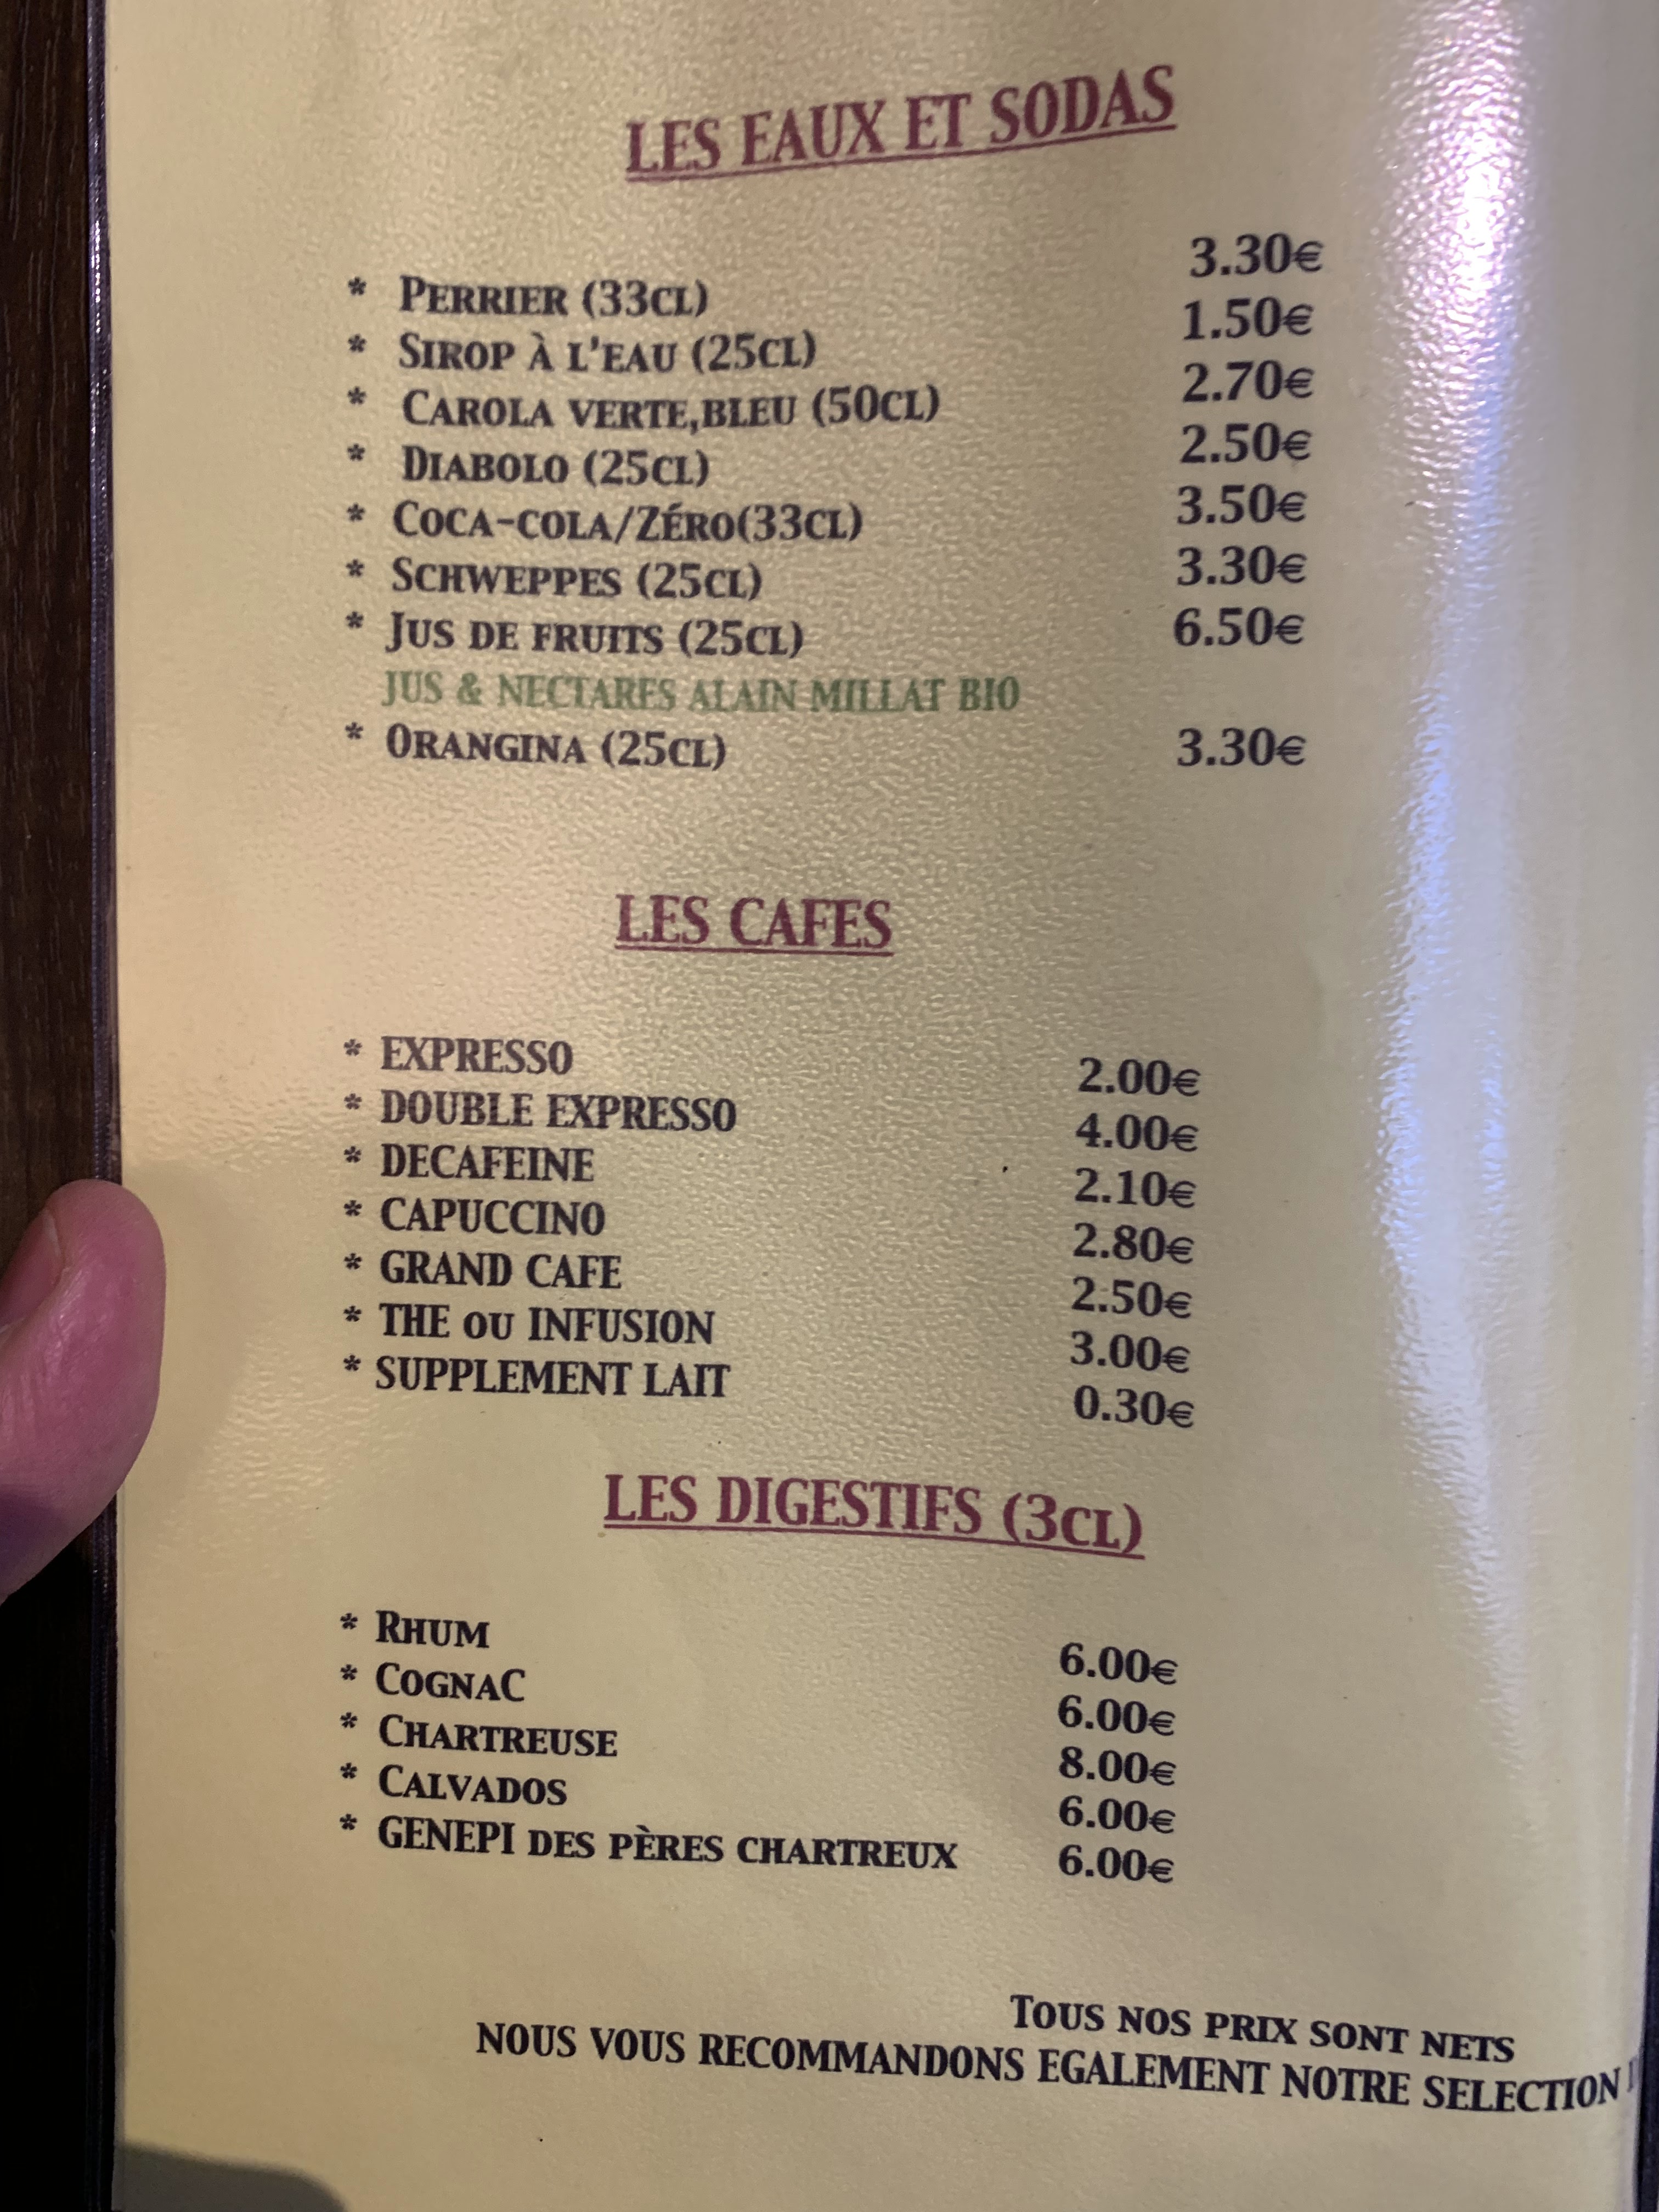 LES EAUX ET SODAS
* PERRIER (33CL) 3.30€
* SIROP À L'EAU (25CL) 1.50€
* CAROLA VERTE,BLEU (50CL) 2.70€
* DIABOLO (25CL) 2.50€
* COCA-COLA/ZÉRO(33CL) 3.50€
* SCHWEPPES (25CL) 3.30€
* JUS DE FRUITS (25CL) 6.50€
JUS & NECTARES ALAIN MILLAT BIO
* ORANGINA (25CL) 3.30€
LES CAFES
* EXPRESSO 2.00€
* DOUBLE EXPRESSO 4.00€
* DECAFEINE 2.10€
* CAPUCCINO 2.80€
* GRAND CAFE 2.50€
* THE OU INFUSION 3.00€
* SUPPLEMENT LAIT 0.30€
LES DIGESTIFS (3CL)
* RHUM 6.00€
* COGNAC 6.00€
* CHARTREUSE 8.00€
* CALVADOS 6.00€
* GENEPI DES PÈRES CHARTREUX 6.00€
TOUS NOS PRIX SONT NETS
NOUS VOUS RECOMMANDONS EGALEMENT NOTRE SELECTION